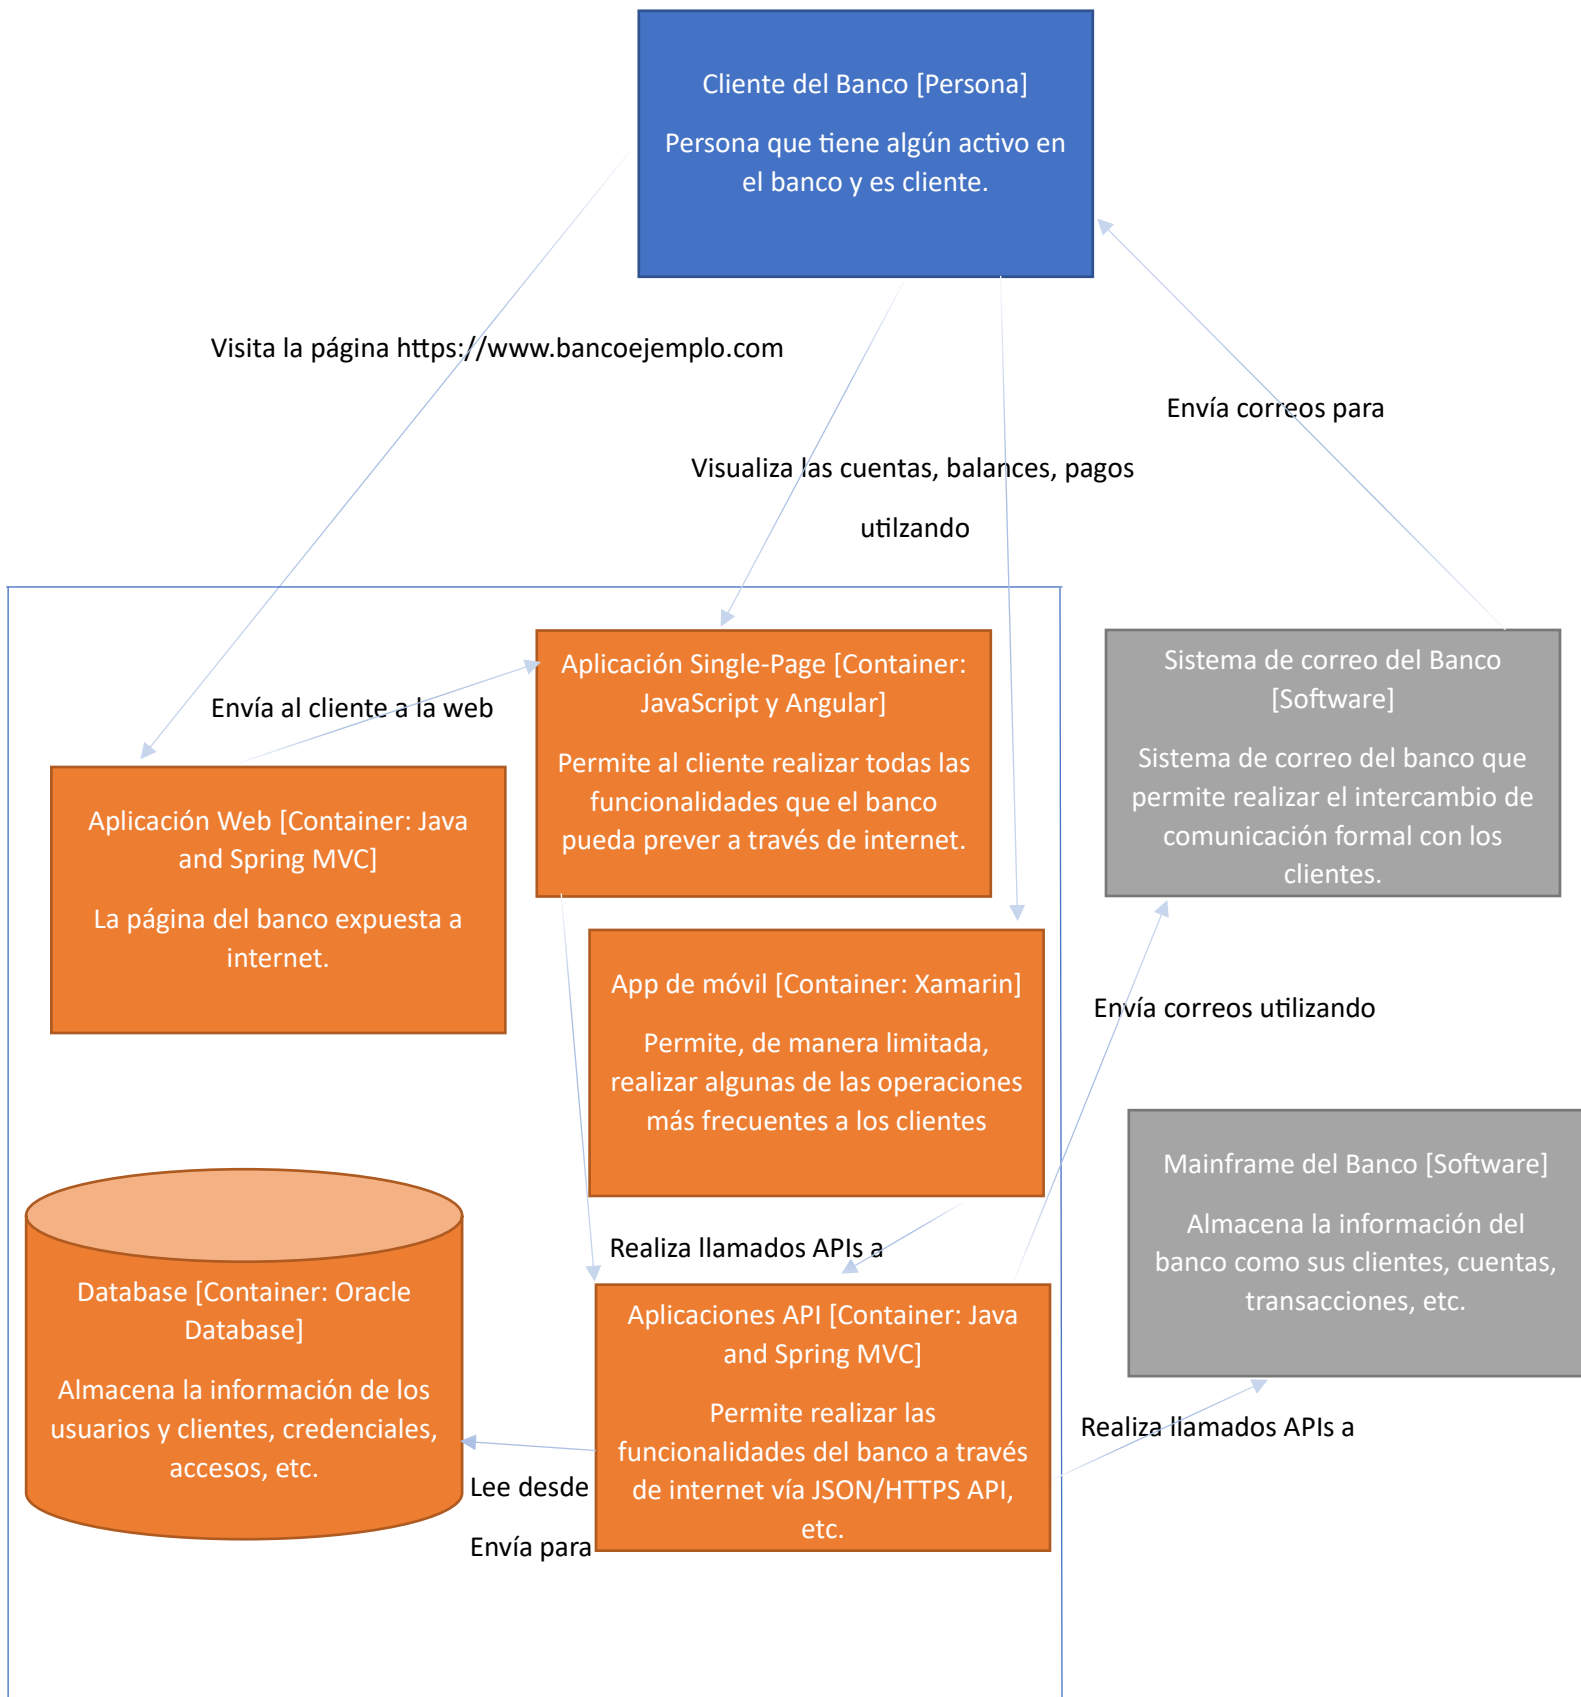 Cliente del Banco [Persona]
Persona que tiene algún activo en
el banco y es cliente.
Visita la página https://www.bancoejemplo.com
Envía correos para
Visualiza las cuentas, balances, pagos
utilzando
Aplicación Single-Page [Container:
JavaScript y Angular]
Permite al cliente realizar todas las
funcionalidades que el banco
pueda prever a través de internet.
Sistema de correo del Banco
[Software]
Sistema de correo del banco que
permite realizar el intercambio de
comunicación formal con los
clientes.
Envía al cliente a la web
Aplicación Web [Container: Java
and Spring MVC]
La página del banco expuesta a
internet.
App de móvil [Container: Xamarin]
Permite, de manera limitada,
realizar algunas de las operaciones
más frecuentes a los clientes
Envía correos utilizando
Mainframe del Banco [Software]
Almacena la información del
banco como sus clientes, cuentas,
transacciones, etc.
Realiza llamados APIs a
Database [Container: Oracle
Database]
Almacena la información de los
usuarios y clientes, credenciales,
accesos, etc.
Aplicaciones API [Container: Java
and Spring MVC]
Permite realizar las
funcionalidades del banco a través
de internet vía JSON/HTTPS API,
etc.
Realiza llamados APIs a
Lee desde
Envía para